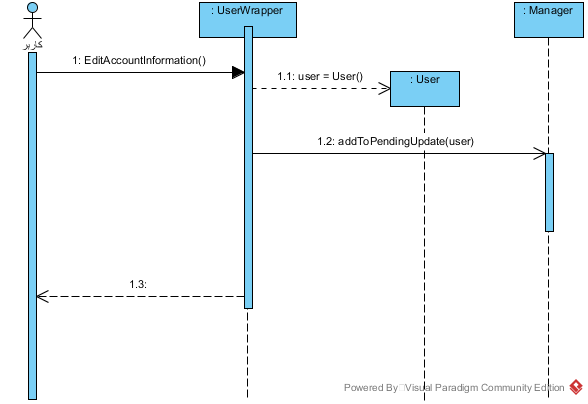 : UserWrapper
: Manager
کاربر
1: EditAccountInformation()
1.1: user = User()
: User
1.2: addToPendingUpdate(user)
1.3:
Powered By Visual Paradigm Community Edition